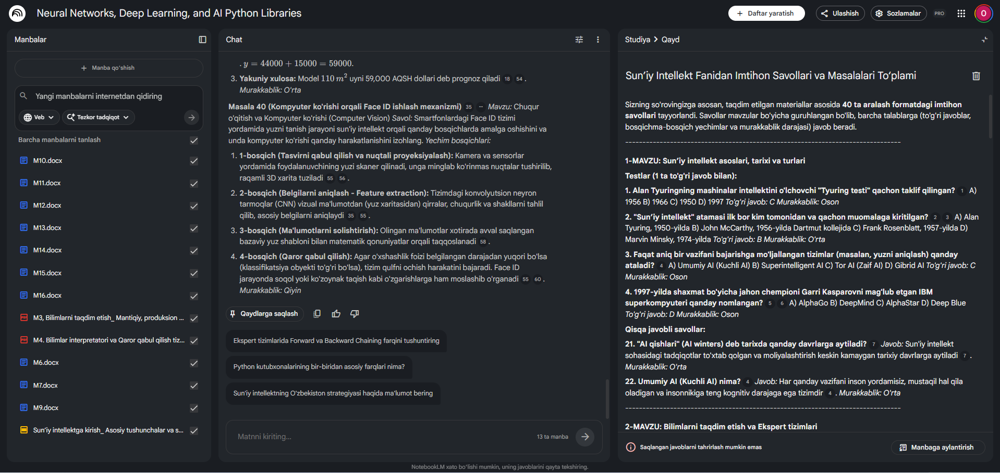 Neural Networks, Deep Learning, and AI Python Libraries
+ Daftar yaratish
Ulashish
Sozlamalar
PRO
O
Manbalar
+ Manba qo'shish
Yangi manbalarni internetdan qidiring
Veb
Tezkor tadqiqot
Barcha manbalarni tanlash
M10.docx
M11.docx
M12.docx
M13.docx
M14.docx
M15.docx
M16.docx
PDF M3, Bilimlarni taqdim etish_ Mantiqiy, produksion ...
PDF M4. Bilimlar interpretatori va Qaror qabul qilish tiz...
M6.docx
M7.docx
M9.docx
Sun'iy intellektga kirish_ Asosiy tushunchalar va s...
Chat
. y = 44000 + 15000 = 59000.
3. Yakuniy xulosa: Model 110 m² uyni 59,000 AQSH dollari deb prognoz qiladi 18 54 .
Murakkablik: O'rta
Masala 40 (Kompyuter ko'rishi orqali Face ID ishlash mexanizmi) 35 ... Mavzu: Chuqur
o'qitish va Kompyuter ko'rishi (Computer Vision) Savol: Smartfonlardagi Face ID tizimi
yordamida yuzni tanish jarayoni sun'iy intellekt orqali qanday bosqichlarda amalga oshishini va
unda kompyuter ko'rishi qanday harakatlanishini izohlang. Yechim bosqichlari:
1. 1-bosqich (Tasvirni qabul qilish va nuqtali proyeksiyalash): Kamera va sensorlar
yordamida foydalanuvchining yuzi skaner qilinadi, unga minglab ko'rinmas nuqtalar tushirilib,
raqamli 3D xarita tuziladi 55 56 .
2. 2-bosqich (Belgilarni aniqlash - Feature extraction): Tizimdagi konvolyutsion neyron
tarmoqlar (CNN) vizual ma'lumotdan (yuz xaritasidan) qirralar, chuqurlik va shakllarni tahlil
qilib, asosiy belgilarni aniqlaydi 35 55 .
3. 3-bosqich (Ma'lumotlarni solishtirish): Olingan ma'lumotlar xotirada avval saqlangan
bazaviy yuz shabloni bilan matematik qonuniyatlar orqali taqqoslanadi 58 .
4. 4-bosqich (Qaror qabul qilish): Agar o'xshashlik foizi belgilangan darajadan yuqori bo'lsa
(klassifikatsiya obyekti to'g'ri bo'lsa), tizim qulfni ochish harakatini bajaradi. Face ID
jarayonda soqol yoki ko'zoynak taqish kabi o'zgarishlarga ham moslashib o'rganadi 55 60 .
Murakkablik: Qiyin
Qaydlarga saqlash
Ekspert tizimlarida Forward va Backward Chaining farqini tushuntiring
Python kutubxonalarining bir-biridan asosiy farqlari nima?
Sun'iy intellektning O'zbekiston strategiyasi haqida ma'lumot bering
Matnni kiriting...
13 ta manba
Studiya > Qayd
Sun'iy Intellekt Fanidan Imtihon Savollari va Masalalari To'plami
Sizning so'rovingizga asosan, taqdim etilgan materiallar asosida 40 ta aralash formatdagi imtihon
savollari tayyorlandi. Savollar mavzular bo'yicha guruhlangan bo'lib, barcha talablarga (to'g'ri javoblar,
bosqichma-bosqich yechimlar va murakkablik darajasi) javob beradi.
--------------------------------------------------------------------------------
1-MAVZU: Sun'iy intellekt asoslari, tarixi va turlari
Testlar (1 ta to'g'ri javob bilan):
1. Alan Tyuringning mashinalar intellektini o'lchovchi "Tyuring testi" qachon taklif qilingan? 1 A)
1956 B) 1966 C) 1950 D) 1997 To'g'ri javob: C Murakkablik: Oson
2. "Sun'iy intellekt" atamasi ilk bor kim tomonidan va qachon muomalaga kiritilgan? 2 3 A) Alan
Tyuring, 1950-yilda B) John McCarthy, 1956-yilda Dartmut kollejida C) Frank Rosenblatt, 1957-yilda D)
Marvin Minsky, 1974-yilda To'g'ri javob: B Murakkablik: O'rta
3. Faqat aniq bir vazifani bajarishga mo'ljallangan tizimlar (masalan, yuzni aniqlash) qanday
ataladi? 4 A) Umumiy AI (Kuchli AI) B) Superintelligent AI C) Tor AI (Zaif AI) D) Gibrid AI To'g'ri javob: C
Murakkablik: Oson
4. 1997-yilda shaxmat bo'yicha jahon chempioni Garri Kasparovni mag'lub etgan IBM
superkompyuteri qanday nomlangan? 5 6 A) AlphaGo B) DeepMind C) AlphaStar D) Deep Blue
To'g'ri javob: D Murakkablik: Oson
Qisqa javobli savollar:
21. "AI qishlari" (AI winters) deb tarixda qanday davrlarga aytiladi? 7 Javob: Sun'iy intellekt
sohasidagi tadqiqotlar to'xtab qolgan va moliyalashtirish keskin kamaygan tarixiy davrlarga aytiladi 7 .
Murakkablik: O'rta
22. Umumiy AI (Kuchli AI) nima? 4 Javob: Har qanday vazifani inson yordamisiz, mustaqil hal qila
oladigan va insonnikiga teng kognitiv darajaga ega tizimdir 4 . Murakkablik: O'rta
--------------------------------------------------------------------------------
2-MAVZU: Bilimlarni taqdim etish va Ekspert tizimlari
Saqlangan javoblarni tahrirlash mumkin emas
Manbaga aylantirish
NotebookLM xato bo'lishi mumkin, uning javoblarini qayta tekshiring.